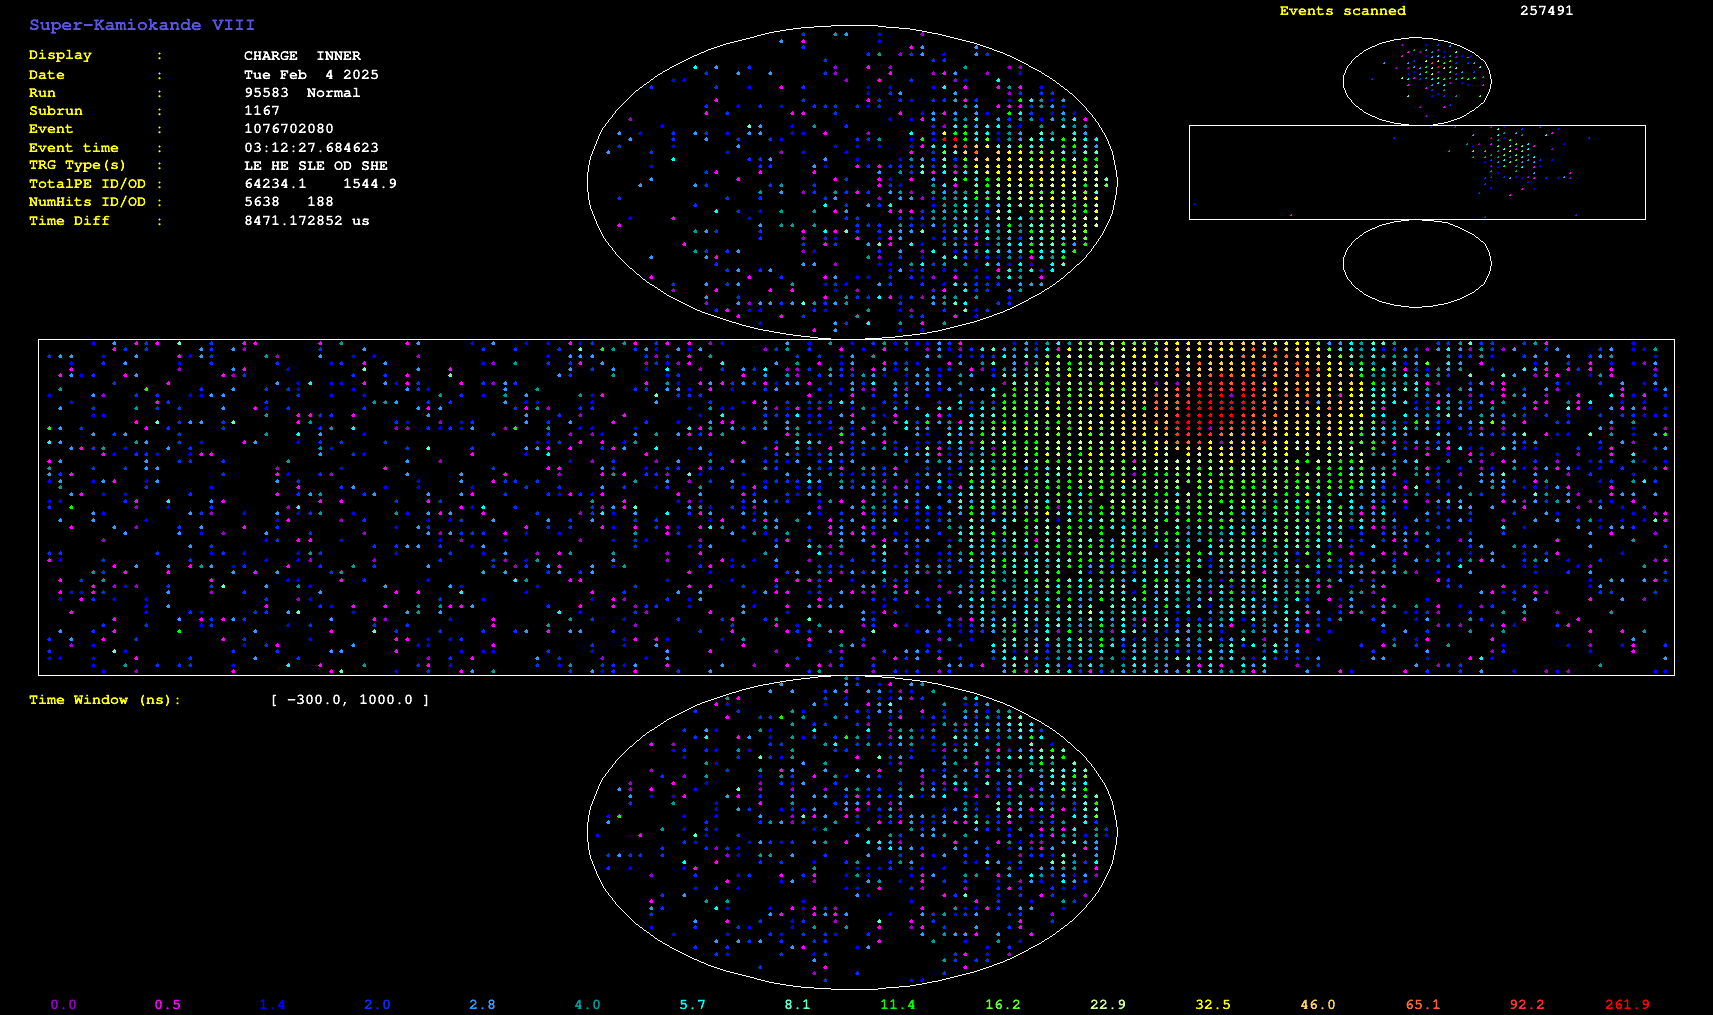 Super-Kamiokande VIII
Events scanned 257491
Display : CHARGE INNER
Date : Tue Feb 4 2025
Run : 95583 Normal
Subrun : 1167
Event : 1076702080
Event time : 03:12:27.684623
TRG Type(s) : LE HE SLE OD SHE
TotalPE ID/OD : 64234.1 1544.9
NumHits ID/OD : 5638 188
Time Diff : 8471.172852 us
Time Window (ns): [ -300.0, 1000.0 ]
0.0 0.5 1.4 2.0 2.8 4.0 5.7 8.1 11.4 16.2 22.9 32.5 46.0 65.1 92.2 261.9